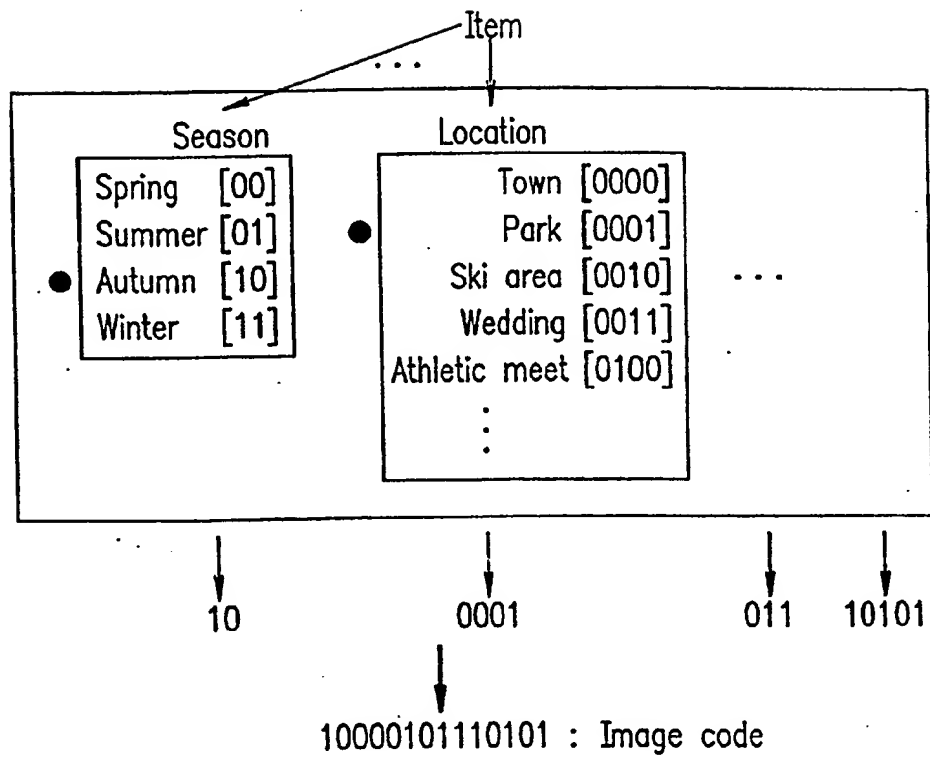 Item
...
Season Location
Spring [00]
Summer [01]
Autumn [10]
Winter [11]
Town [0000]
Park [0001]
Ski area [0010]
Wedding [0011]
Athletic meet [0100]
...
10 0001 011 10101
10000101110101 : Image code